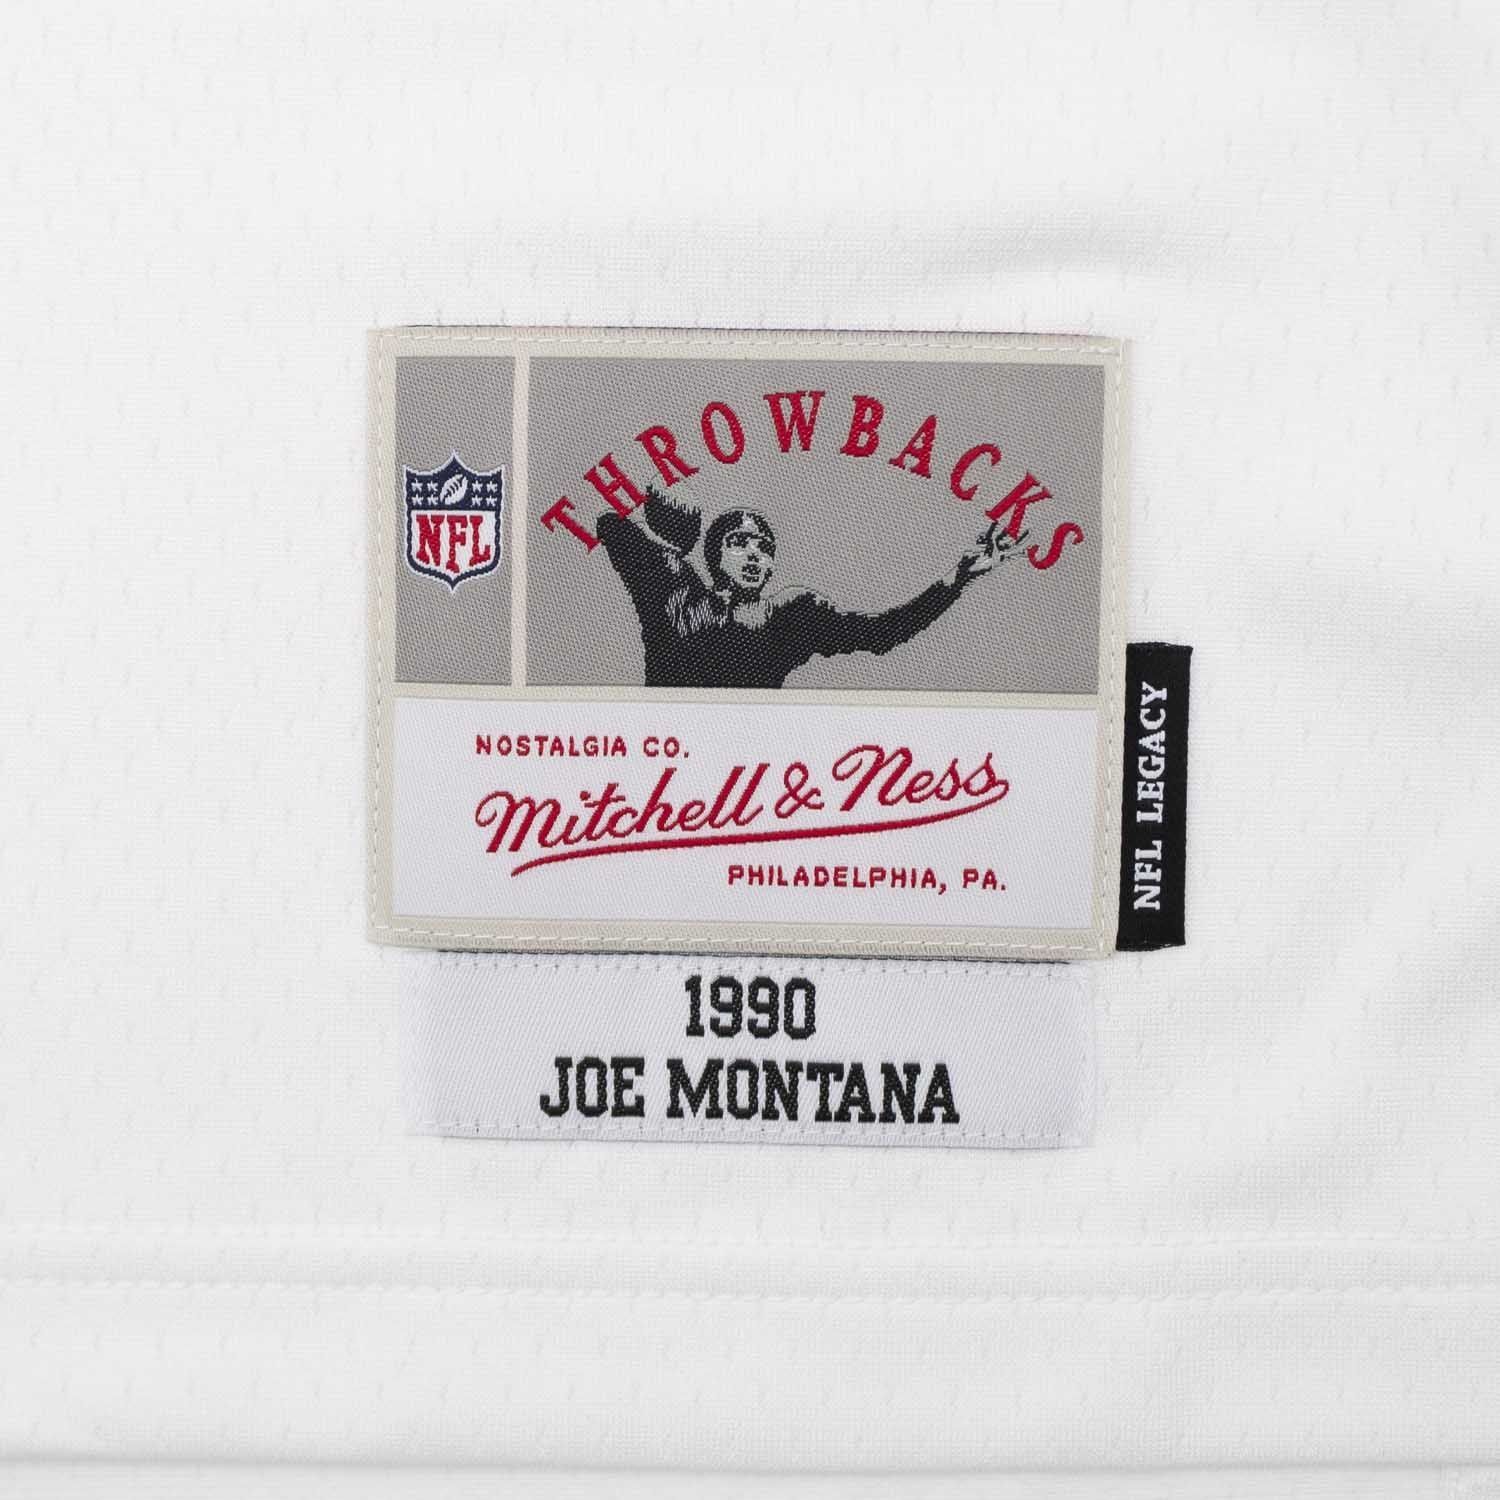 THROWBACKS
NFL
NOSTALGIA CO.
Mitchell & Ness
PHILADELPHIA, PA.
NFL LEGACY
1990
JOE MONTANA